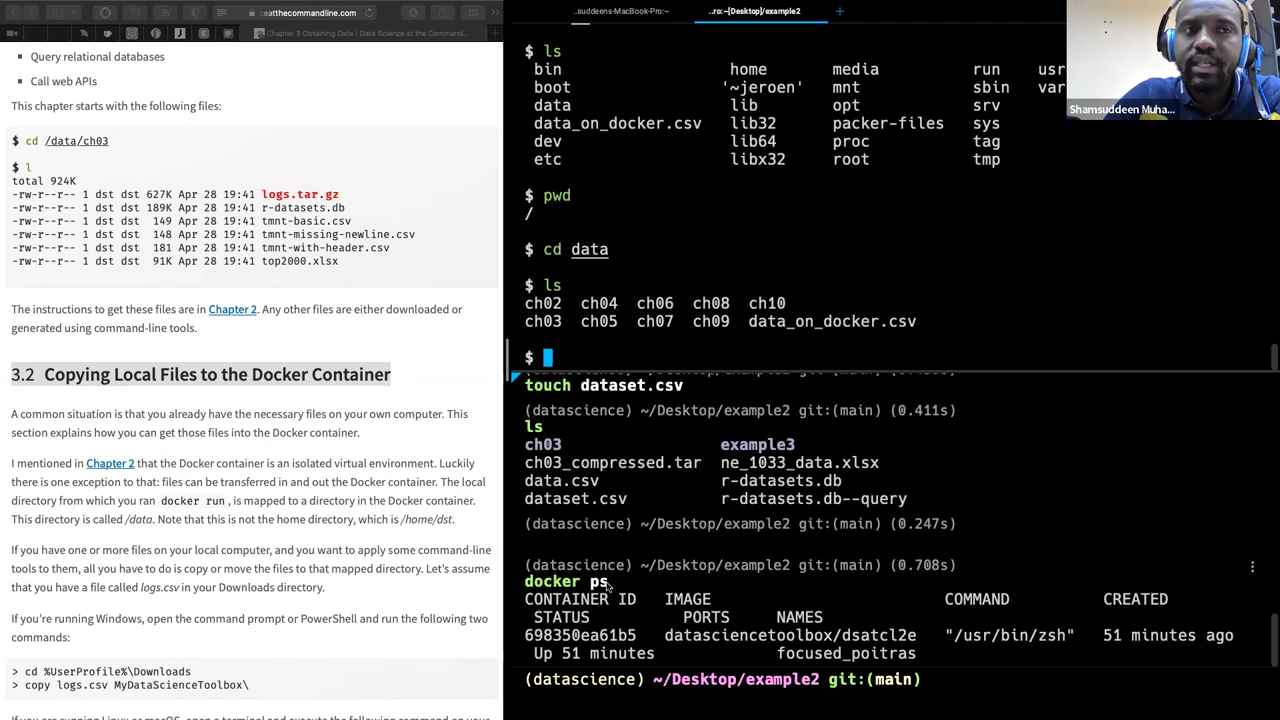 ceatthecommandline.com
Chapter 3 Obtaining Data | Data Science at the Command...
Query relational databases
Call web APIs
This chapter starts with the following files:
$ cd /data/ch03
$ l
total 924K
-rw-r--r-- 1 dst dst 627K Apr 28 19:41 logs.tar.gz
-rw-r--r-- 1 dst dst 189K Apr 28 19:41 r-datasets.db
-rw-r--r-- 1 dst dst 149 Apr 28 19:41 tmnt-basic.csv
-rw-r--r-- 1 dst dst 148 Apr 28 19:41 tmnt-missing-newline.csv
-rw-r--r-- 1 dst dst 181 Apr 28 19:41 tmnt-with-header.csv
-rw-r--r-- 1 dst dst 91K Apr 28 19:41 top2000.xlsx
The instructions to get these files are in Chapter 2. Any other files are either downloaded or
generated using command-line tools.
3.2 Copying Local Files to the Docker Container
A common situation is that you already have the necessary files on your own computer. This
section explains how you can get those files into the Docker container.
I mentioned in Chapter 2 that the Docker container is an isolated virtual environment. Luckily
there is one exception to that: files can be transferred in and out the Docker container. The local
directory from which you ran docker run, is mapped to a directory in the Docker container.
This directory is called /data. Note that this is not the home directory, which is /home/dst.
If you have one or more files on your local computer, and you want to apply some command-line
tools to them, all you have to do is copy or move the files to that mapped directory. Let's assume
that you have a file called logs.csv in your Downloads directory.
If you're running Windows, open the command prompt or PowerShell and run the following two
commands:
> cd %UserProfile%\Downloads
> copy logs.csv MyDataScienceToolbox\
..suddeens-MacBook-Pro:~
..ro:~[Desktop]/example2
$ ls
bin home media run usr
boot '~jeroen' mnt sbin var
data lib opt srv
data_on_docker.csv lib32 packer-files sys
dev lib64 proc tag
etc libx32 root tmp
$ pwd
/
$ cd data
$ ls
ch02 ch04 ch06 ch08 ch10
ch03 ch05 ch07 ch09 data_on_docker.csv
$
touch dataset.csv
(datascience) ~/Desktop/example2 git:(main) (0.411s)
ls
ch03 example3
ch03_compressed.tar ne_1033_data.xlsx
data.csv r-datasets.db
dataset.csv r-datasets.db--query
(datascience) ~/Desktop/example2 git:(main) (0.247s)
(datascience) ~/Desktop/example2 git:(main) (0.708s)
docker ps
CONTAINER ID IMAGE COMMAND CREATED
STATUS PORTS NAMES
698350ea61b5 datasciencetoolbox/dsatcl2e "/usr/bin/zsh" 51 minutes ago
Up 51 minutes focused_poitras
(datascience) ~/Desktop/example2 git:(main)
Shamsuddeen Muha...